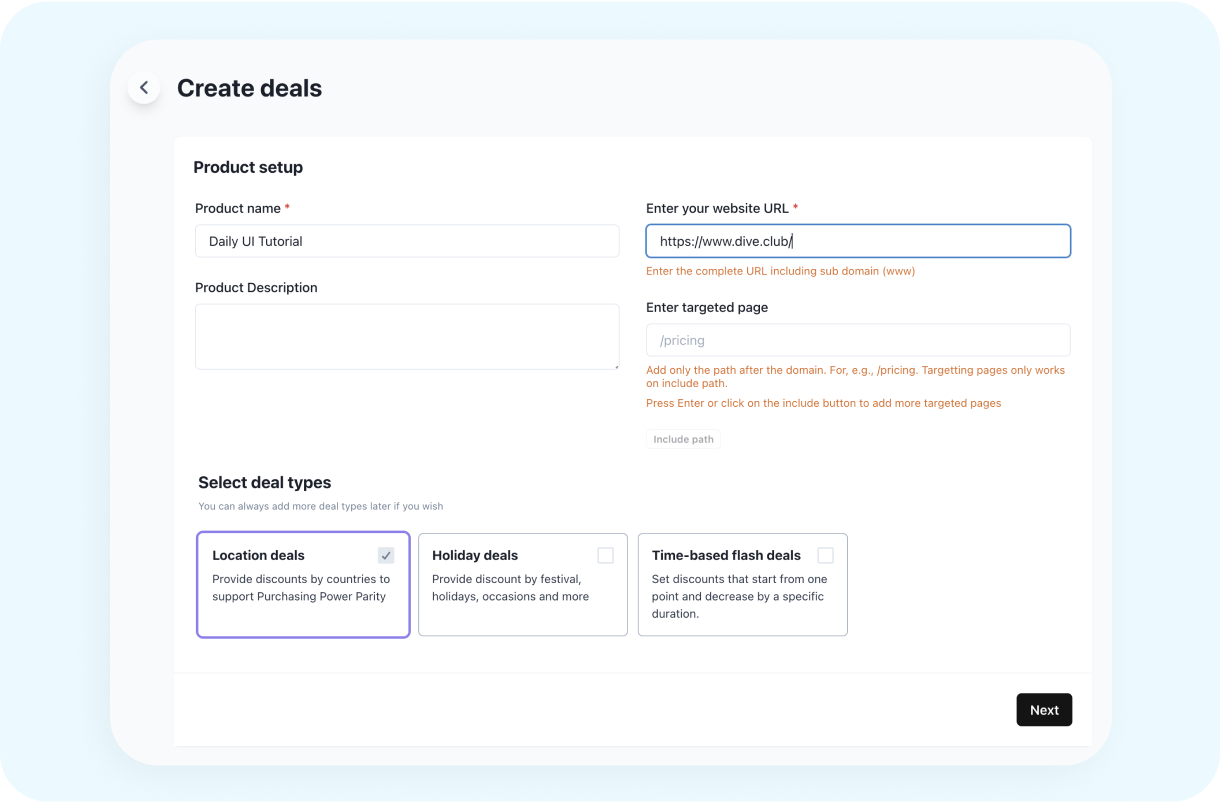 Create deals
Product setup
Product name *
Daily UI Tutorial
Product Description
Enter your website URL *
https://www.dive.club/
Enter the complete URL including sub domain (www)
Enter targeted page
/pricing
Add only the path after the domain. For, e.g., /pricing. Targetting pages only works
on include path.
Press Enter or click on the include button to add more targeted pages
Include path
Select deal types
You can always add more deal types later if you wish
Location deals
Provide discounts by countries to
support Purchasing Power Parity
Holiday deals
Provide discount by festival,
holidays, occasions and more
Time-based flash deals
Set discounts that start from one
point and decrease by a specific
duration.
Next